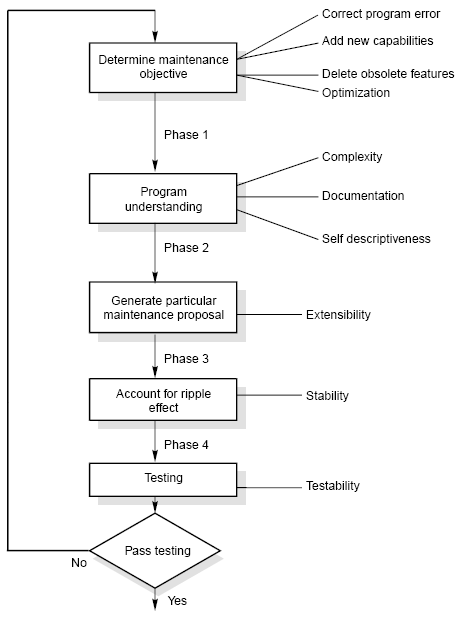 Correct program error
Add new capabilities
Determine maintenance
objective
Delete obsolete features
Optimization
Phase 1
Complexity
Program
understanding
Documentation
Self descriptiveness
Phase 2
Generate particular
maintenance proposal
Extensibility
Phase 3
Account for ripple
effect
Stability
Phase 4
Testing
Testability
Pass testing
No
Yes